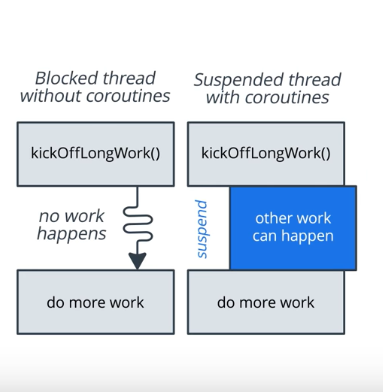 Blocked thread
without coroutines
kickOffLongWork()
no work
happens
do more work
Suspended thread
with coroutines
kickOffLongWork()
suspend
other work
can happen
do more work